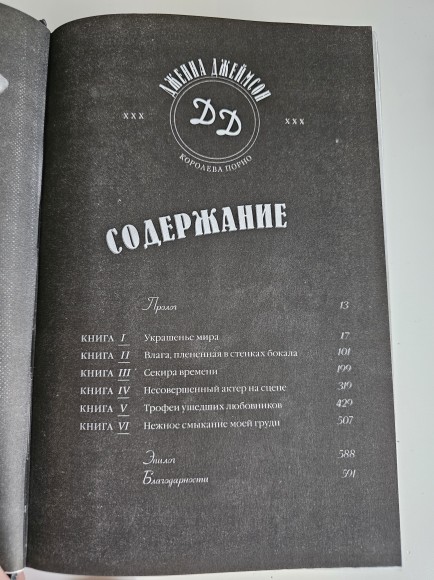 ДЖЕННА ДЖЕЙМСОН
XXX ДД XXX
КОРОЛЕВА ПОРНО
СОДЕРЖАНИЕ
Пролог 13
КНИГА I Украшенье мира 17
КНИГА II Влага, плененная в стенках бокала 101
КНИГА III Секира времени 199
КНИГА IV Несовершенный актер на сцене 319
КНИГА V Трофеи ушедших любовников 429
КНИГА VI Нежное смыкание моей груди 507
Эпилог 588
Благодарности 591